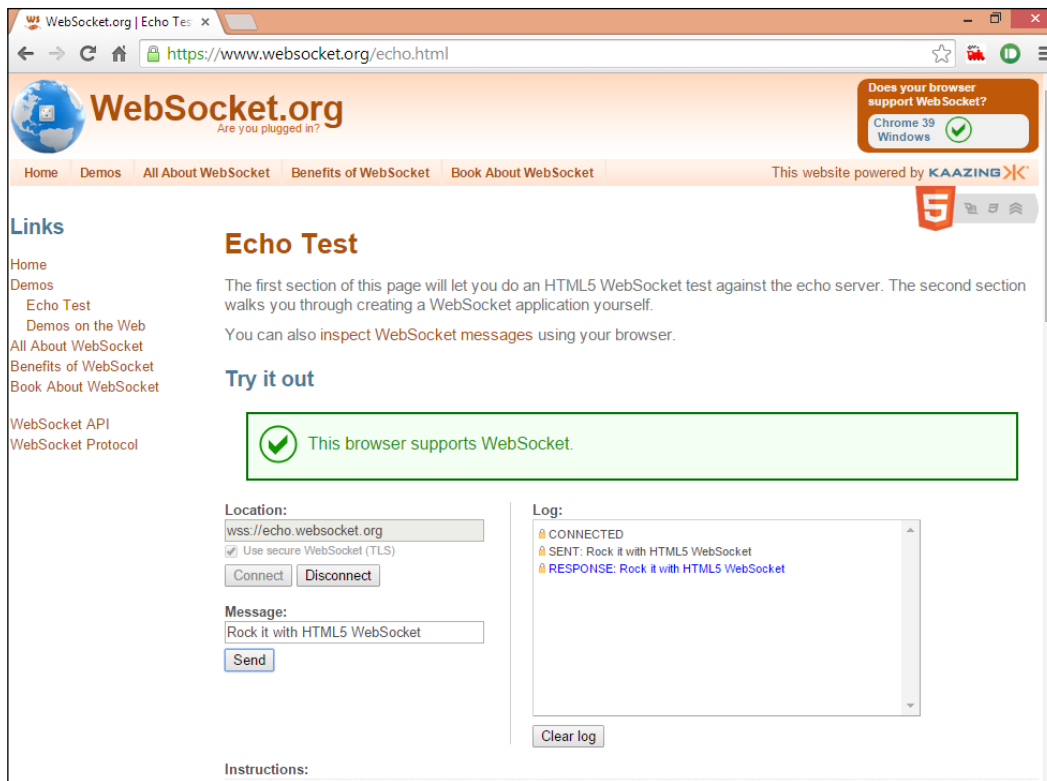 WebSocket.org | Echo Tes
https://www.websocket.org/echo.html
WebSocket.org
Are you plugged in?
Does your browser
support WebSocket?
Chrome 39
Windows
Home Demos All About WebSocket Benefits of WebSocket Book About WebSocket
This website powered by KAAZING
Links
Home
Demos
Echo Test
Demos on the Web
All About WebSocket
Benefits of WebSocket
Book About WebSocket
WebSocket API
WebSocket Protocol
5
Echo Test
The first section of this page will let you do an HTML5 WebSocket test against the echo server. The second section
walks you through creating a WebSocket application yourself.
You can also inspect WebSocket messages using your browser.
Try it out
This browser supports WebSocket.
Location:
wss://echo.websocket.org
Use secure WebSocket (TLS)
Connect Disconnect
Message:
Rock it with HTML5 WebSocket
Send
Log:
CONNECTED
SENT: Rock it with HTML5 WebSocket
RESPONSE: Rock it with HTML5 WebSocket
Clear log
Instructions: